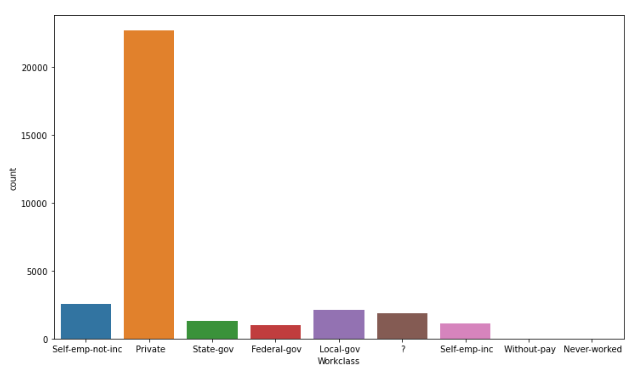 20000
15000
10000
5000
0
count
Self-emp-not-inc Private State-gov Federal-gov Local-gov ? Self-emp-inc Without-pay Never-worked
Workclass